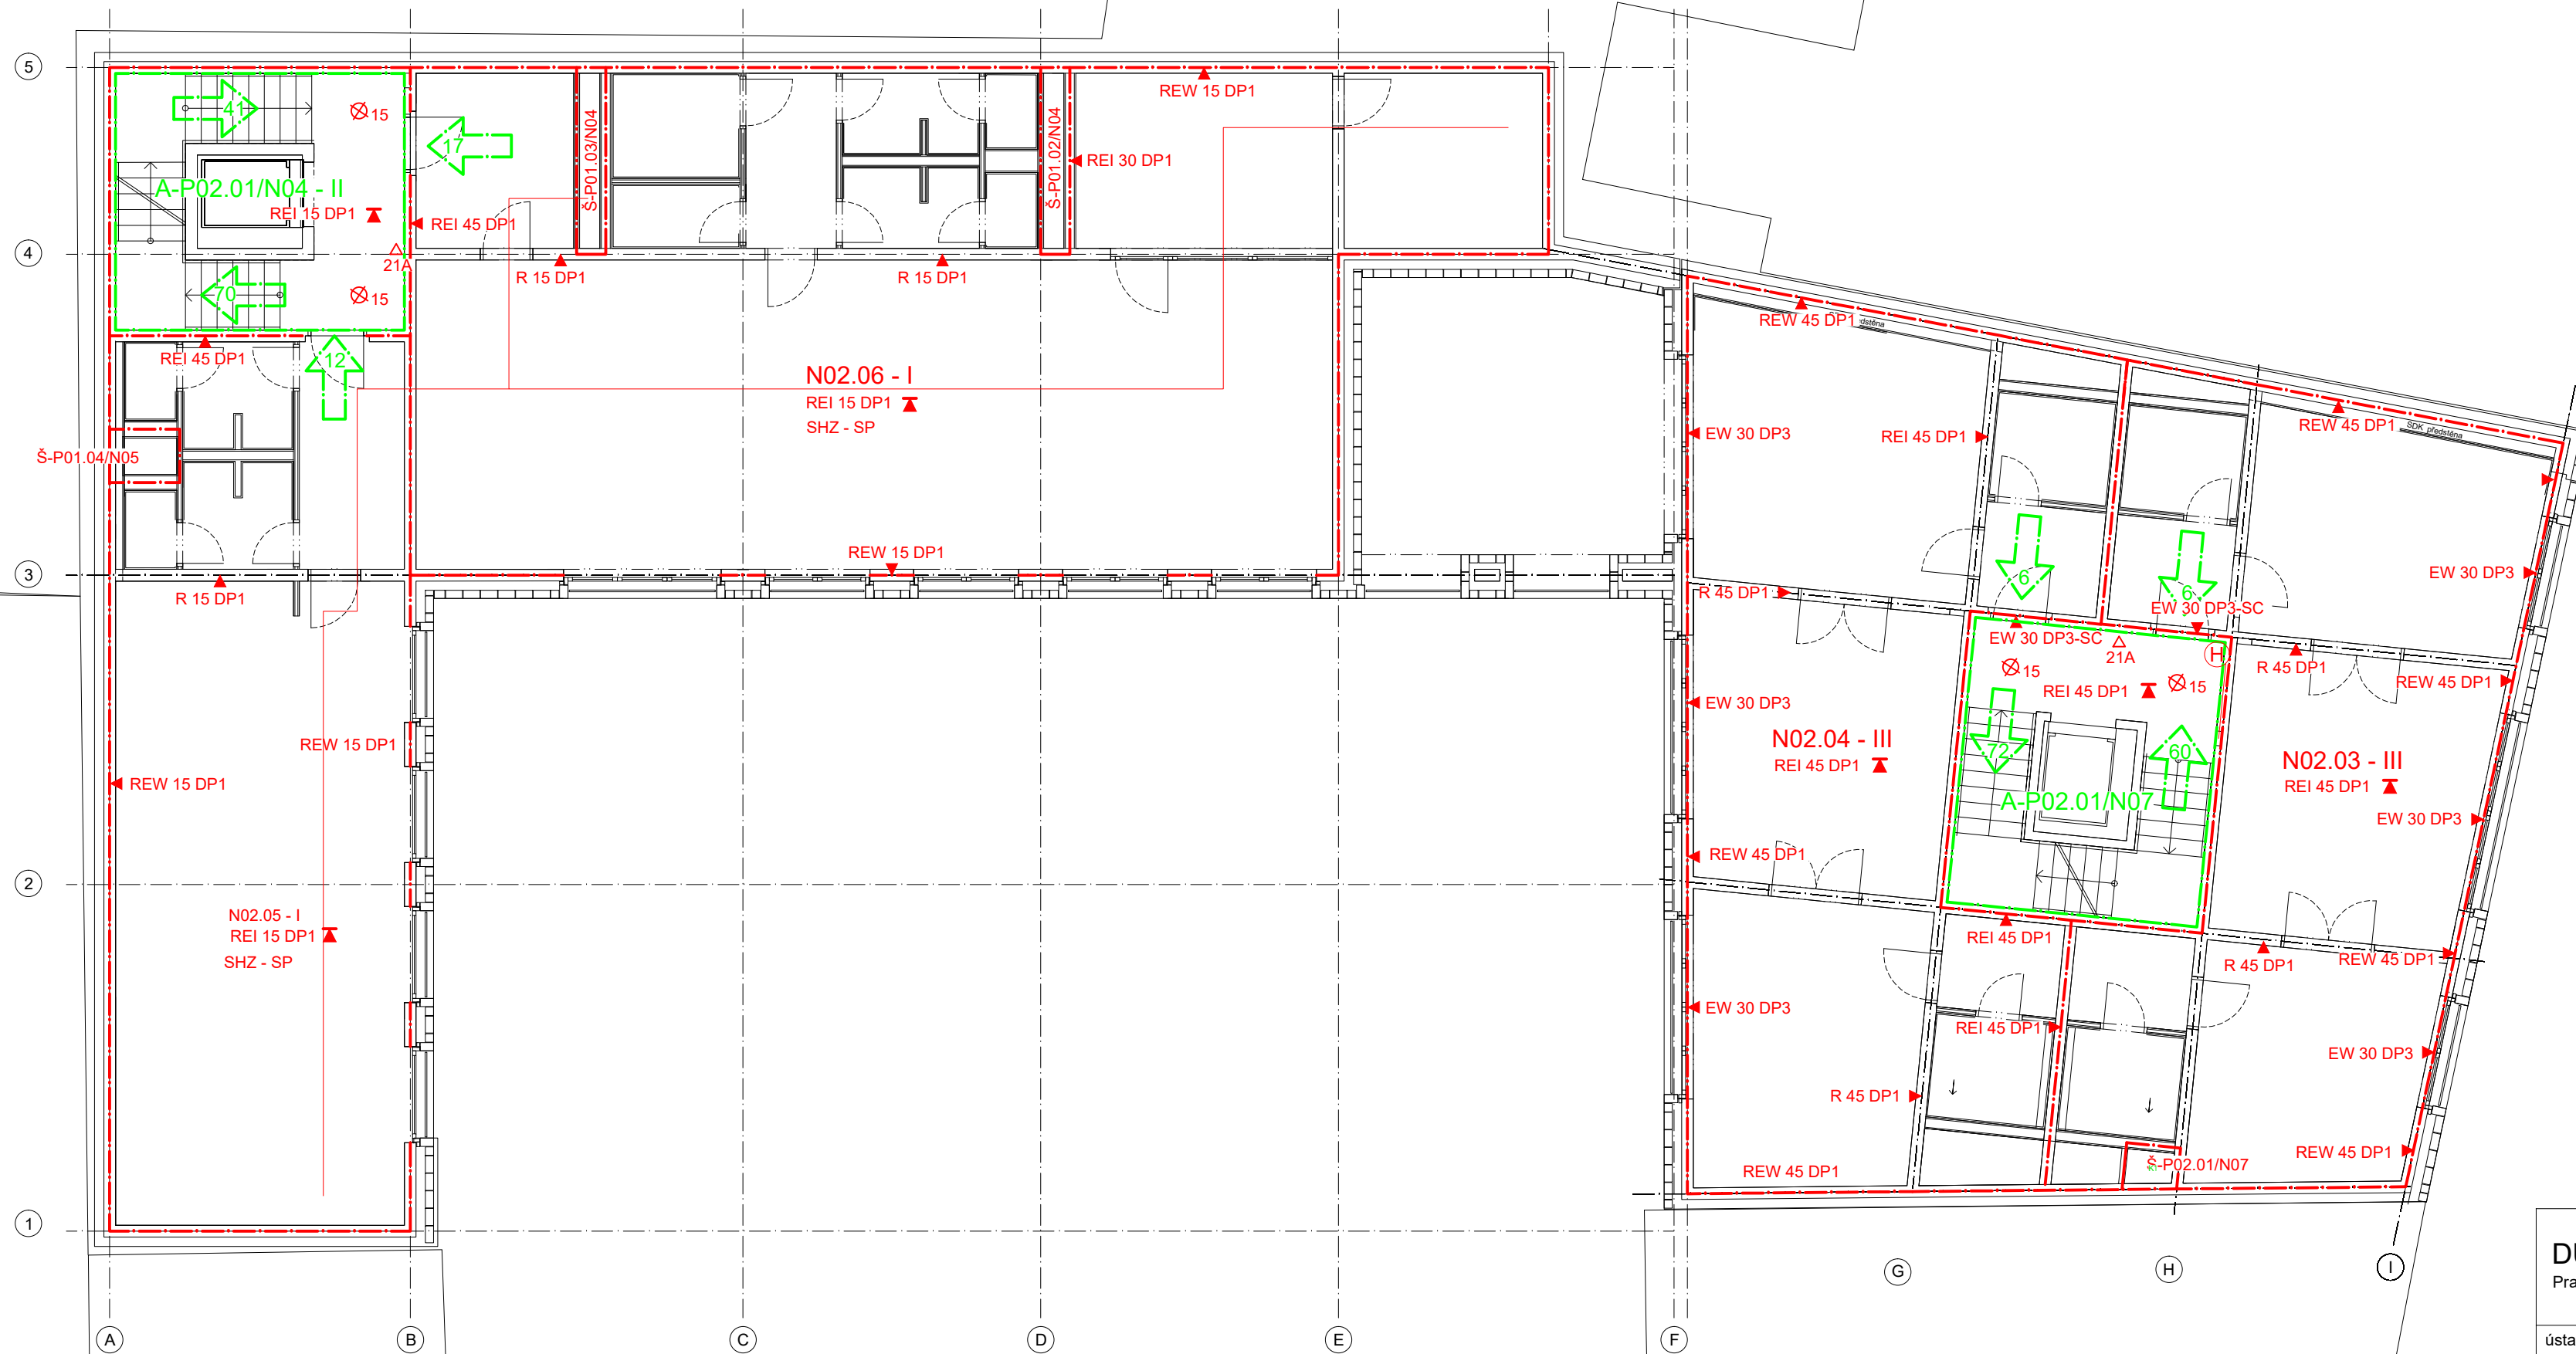 5
4
3
2
1
A
B
C
D
E
F
G
H
I
41
15
17
A-P02.01/N04 - II
REI 15 DP1
REI 45 DP1
21A
70
15
REI 45 DP1
12
Š-P01.04/N05
R 15 DP1
REW 15 DP1
REW 15 DP1
N02.05 - I
REI 15 DP1
SHZ - SP
Š-P01.03/N04
Š-P01.02/N04
REI 30 DP1
REW 15 DP1
R 15 DP1
R 15 DP1
N02.06 - I
REI 15 DP1
SHZ - SP
REW 15 DP1
REW 45 DP1
EW 30 DP3
REI 45 DP1
REW 45 DP1
SDK předstěna
EW 30 DP3
6
6
EW 30 DP3-SC
EW 30 DP3-SC
R 45 DP1
21A
H
15
15
REI 45 DP1
R 45 DP1
REW 45 DP1
EW 30 DP3
N02.04 - III
REI 45 DP1
72
60
A-P02.01/N07
N02.03 - III
REI 45 DP1
EW 30 DP3
REW 45 DP1
REI 45 DP1
R 45 DP1
REW 45 DP1
EW 30 DP3
REI 45 DP1
EW 30 DP3
R 45 DP1
REW 45 DP1
REW 45 DP1
Š-P02.01/N07